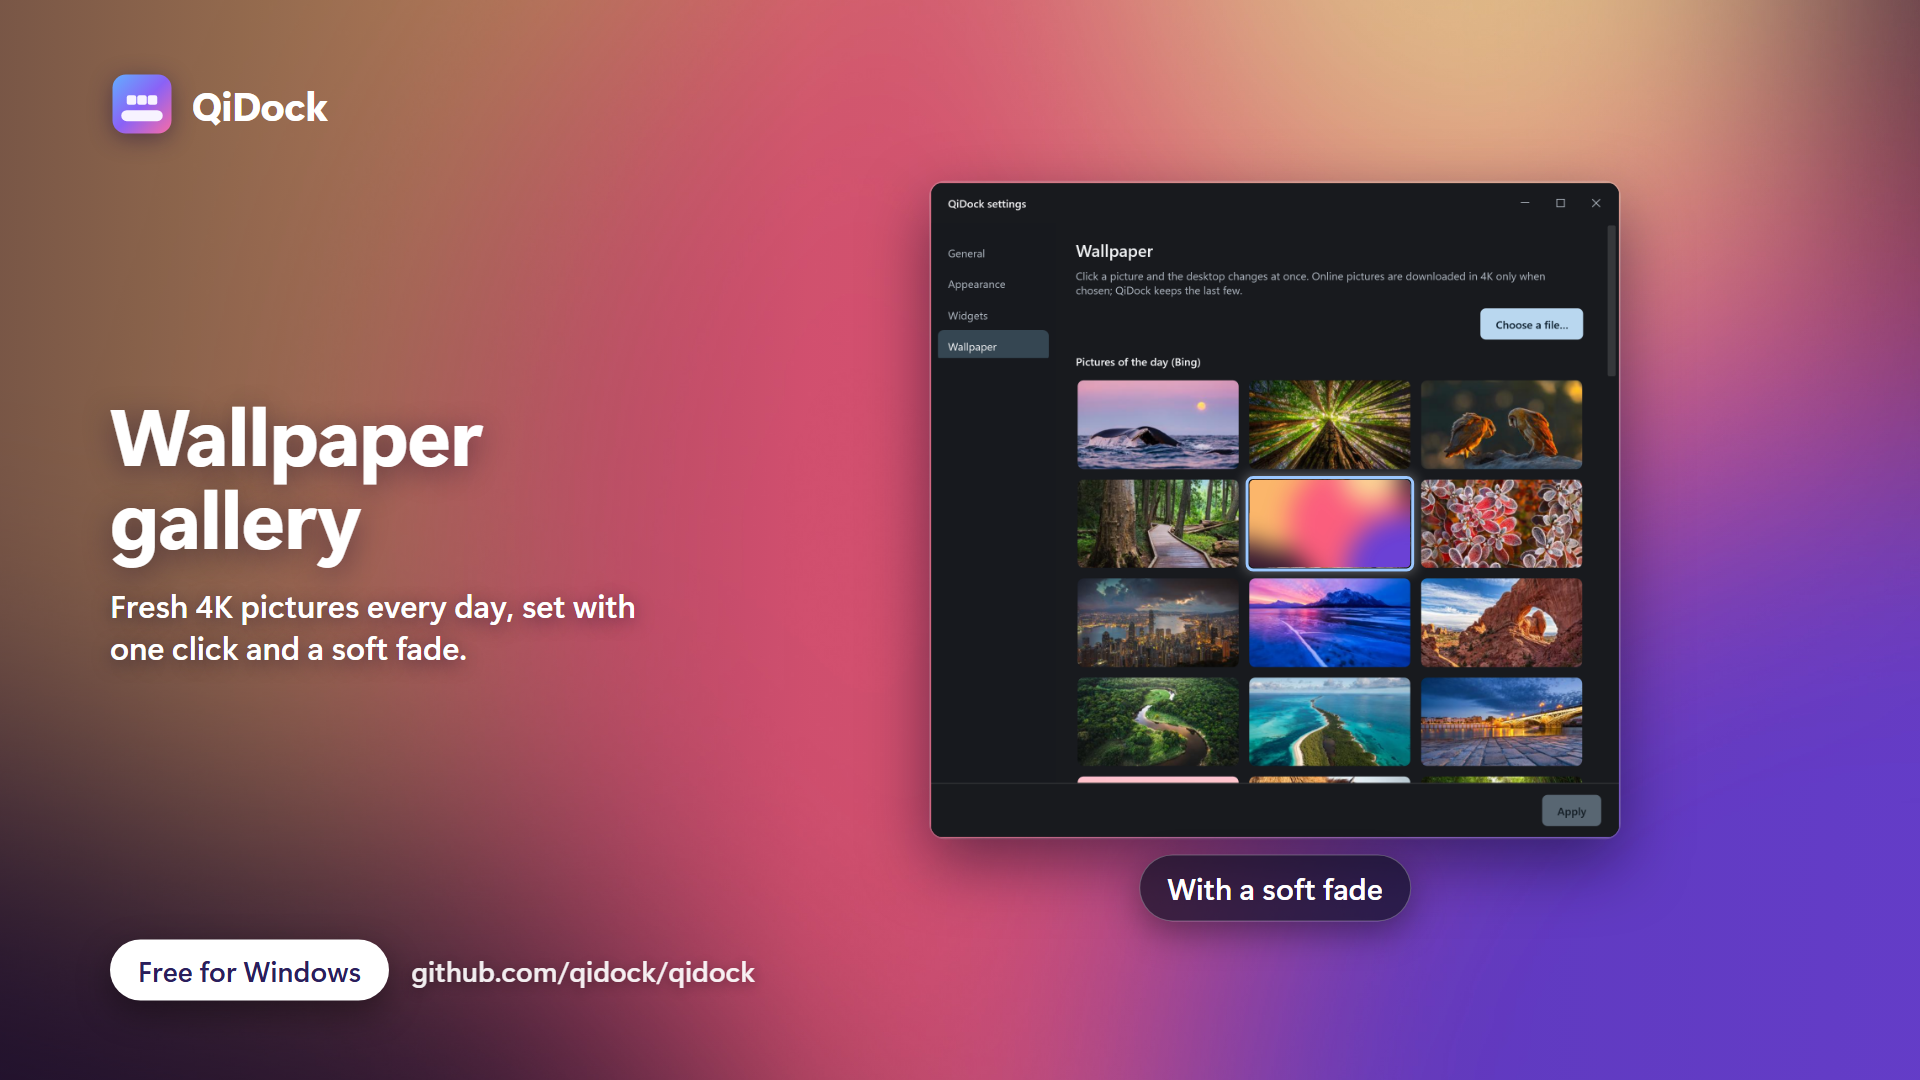 QiDock
Wallpaper
gallery
Fresh 4K pictures every day, set with
one click and a soft fade.
Free for Windows
github.com/qidock/qidock
QiDock settings
General
Appearance
Widgets
Wallpaper
Wallpaper
Click a picture and the desktop changes at once. Online pictures are downloaded in 4K only when
chosen; QiDock keeps the last few.
Choose a file...
Pictures of the day (Bing)
Apply
With a soft fade